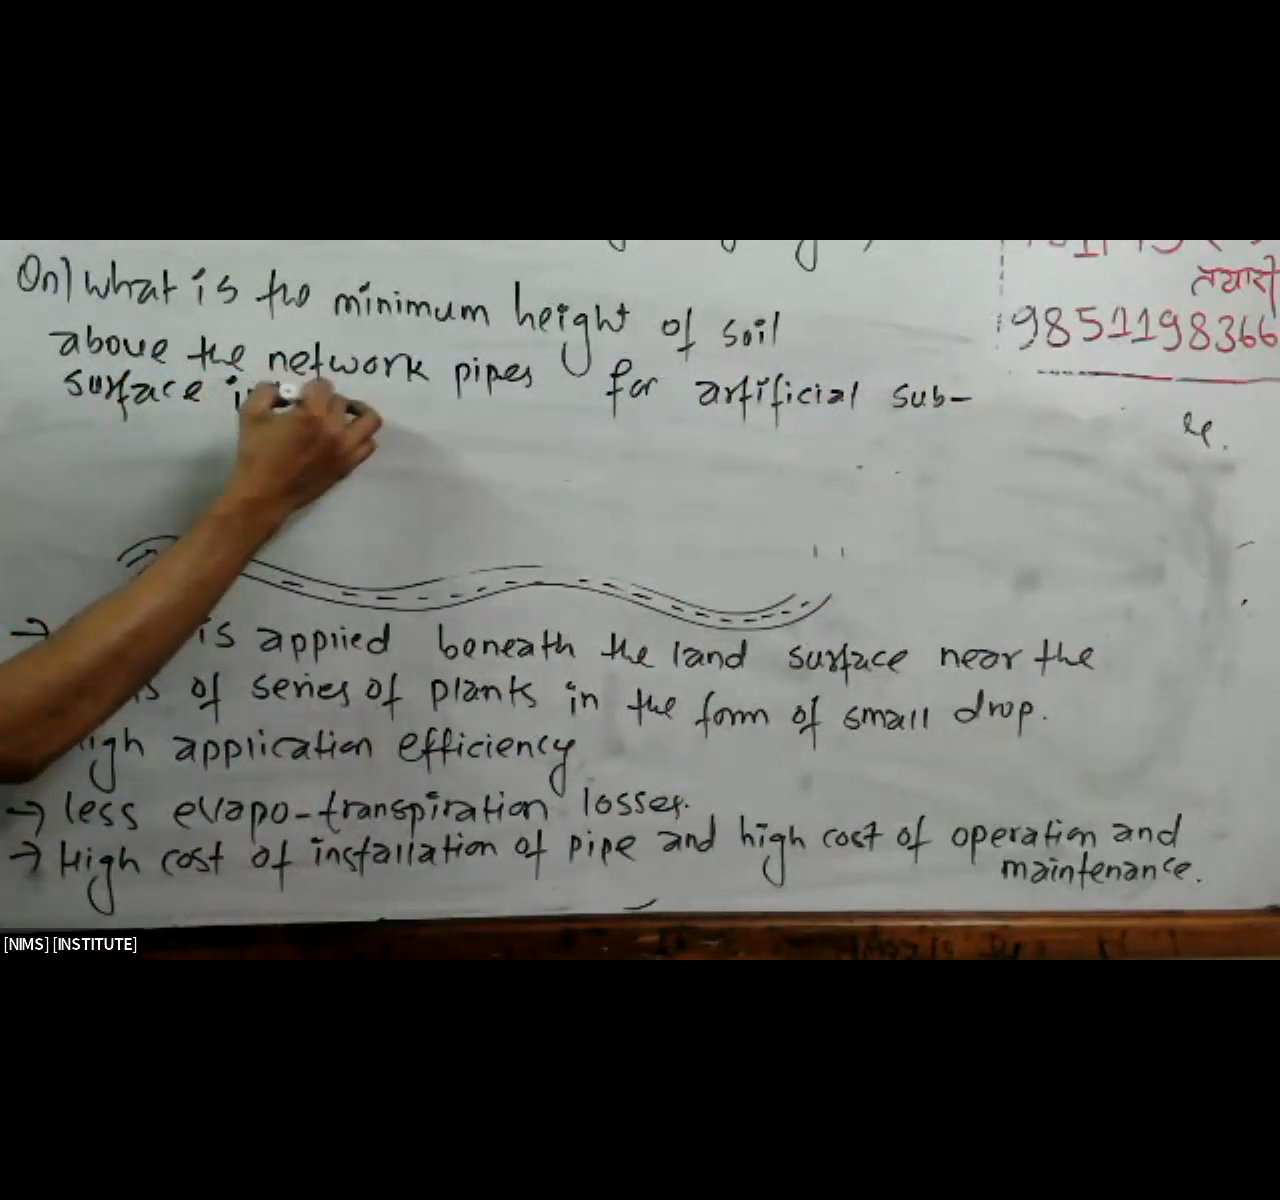 Qn) What is the minimum height of soil
above the network pipes for artificial sub-
surface
तयारी
9851198366
→ is applied beneath the land surface near the
of series of plants in the form of small drop.
application efficiency
→ less evapo-transpiration losses.
→ High cost of installation of pipe and high cost of operation and
maintenance.
[NIMS] [INSTITUTE]